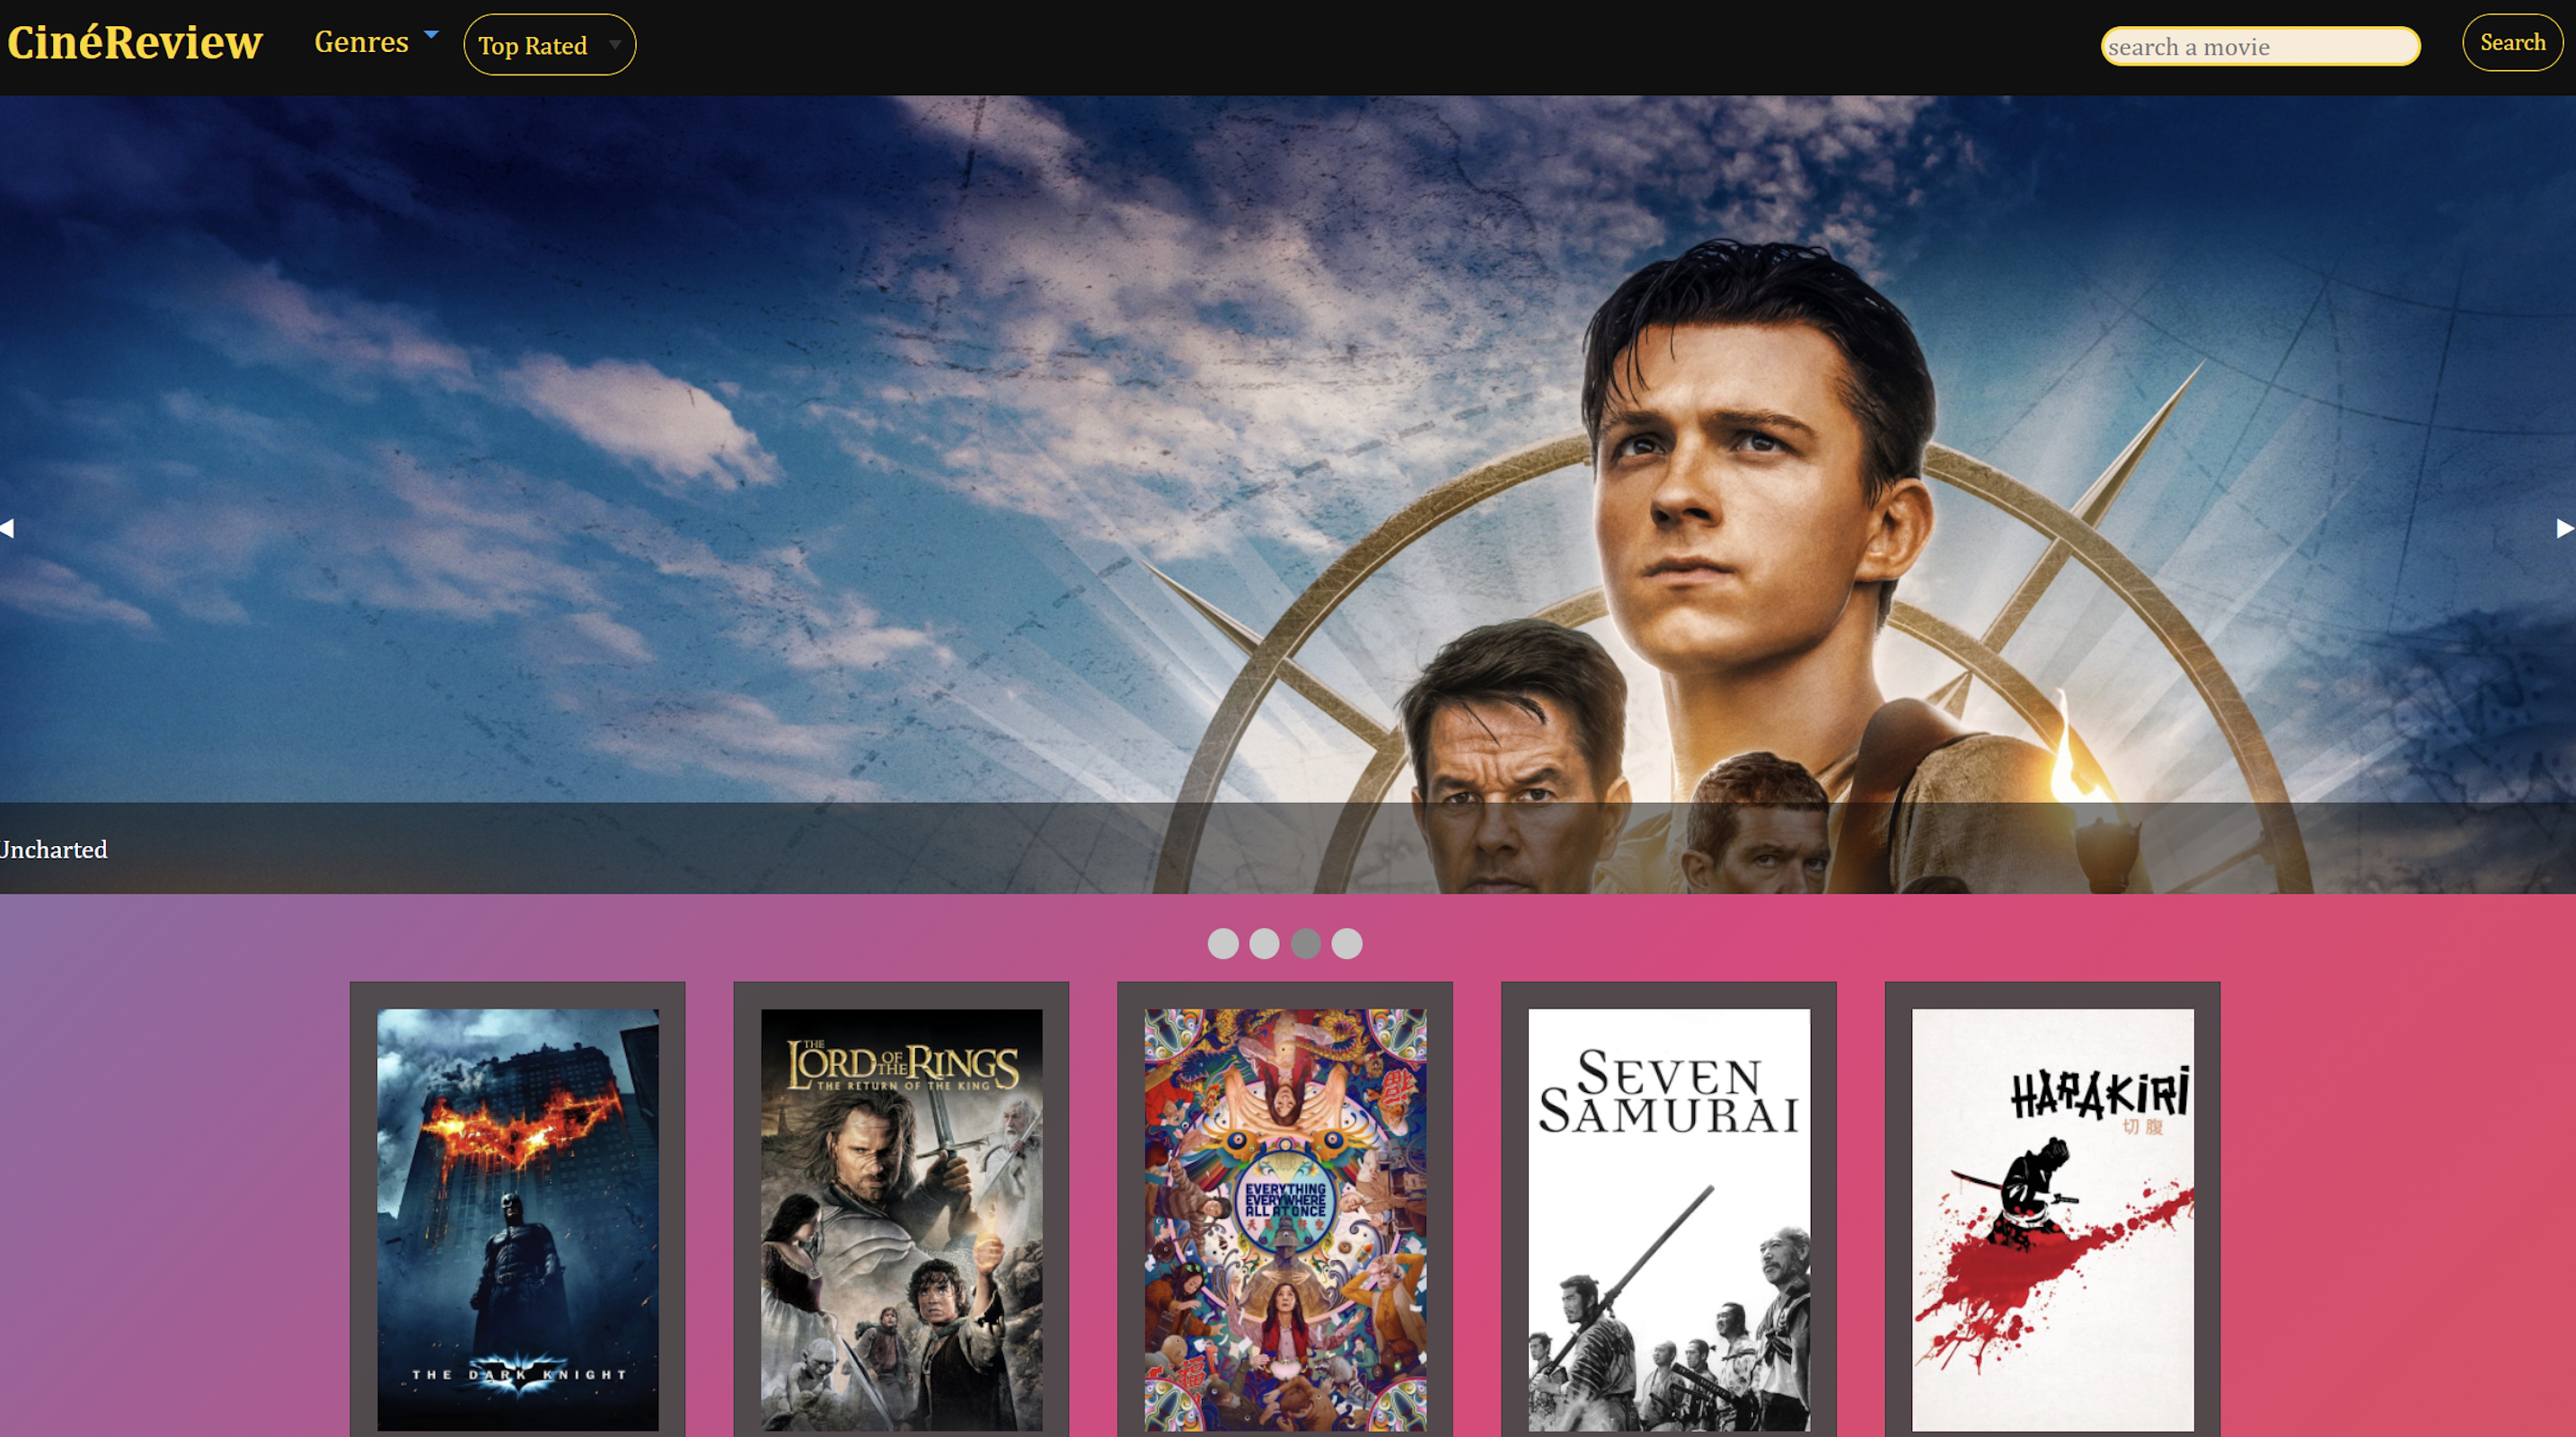 CinéReview
Genres
Top Rated
search a movie
Search
Uncharted
THE DARK KNIGHT
THE
LORD OF THE RINGS
THE RETURN OF THE KING
EVERYTHING
EVERYWHERE
ALL AT ONCE
SEVEN
SAMURAI
HARAKIRI
切腹